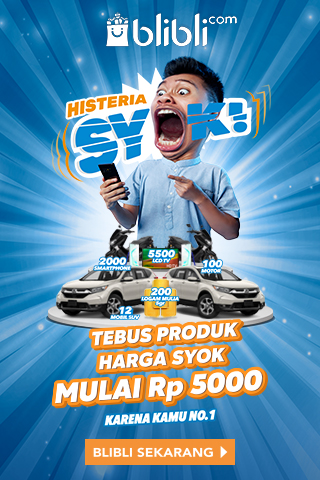 blibli.com
HISTERIA
SYOK!
5500
LCD TV
2000
SMARTPHONE
100
MOTOR
200
LOGAM MULIA
5gr
12
MOBIL SUV
TEBUS PRODUK
HARGA SYOK
MULAI Rp 5000
KARENA KAMU NO.1
BLIBLI SEKARANG